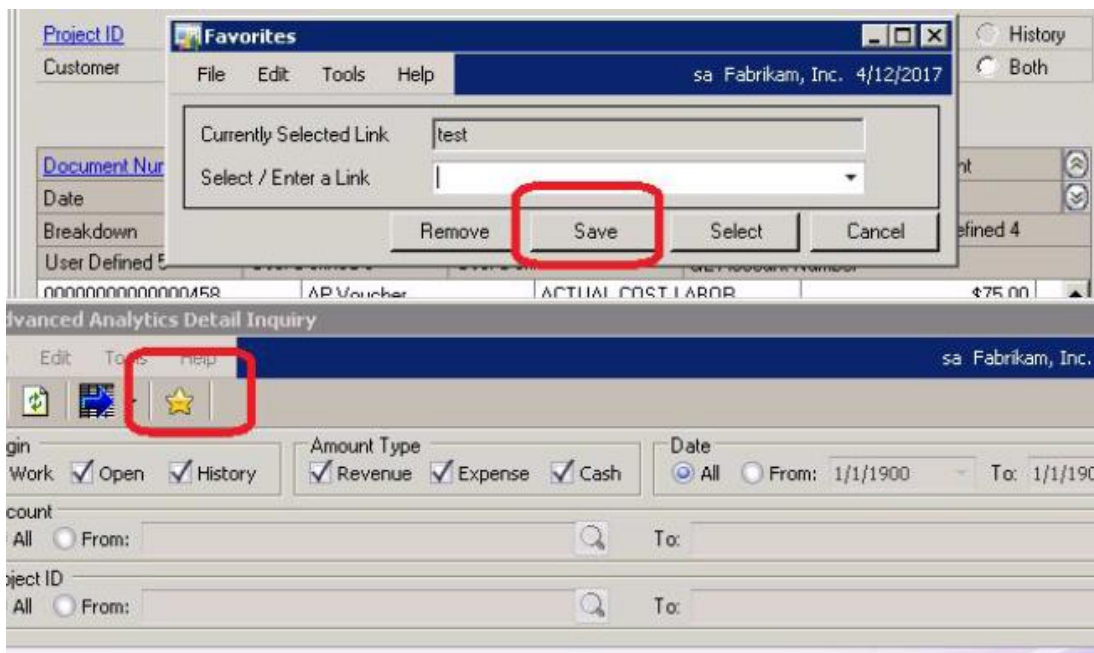 Project ID
Favorites
History
Customer
File Edit Tools Help sa Fabrikam, Inc. 4/12/2017
Both
Currently Selected Link test
Document Nur
nt
Select / Enter a Link
Date
Breakdown
Remove Save Select Cancel
efined 4
User Defined 5
000000000000000458 AP Voucher ACTUAL COST LABOR $75.00
dvanced Analytics Detail Inquiry
Edit Tools Help sa Fabrikam, Inc.
gin Amount Type Date
Work Open History Revenue Expense Cash All From: 1/1/1900 To: 1/1/190
count
All From: To:
oject ID
All From: To: